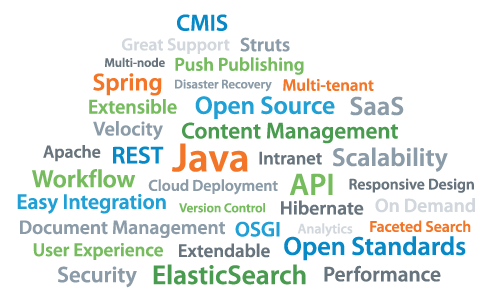 CMIS
Great Support Struts
Multi-node Push Publishing
Spring Disaster Recovery Multi-tenant
Extensible Open Source SaaS
Velocity Content Management
Apache REST Java Intranet Scalability
Workflow Cloud Deployment API Responsive Design
Easy Integration Version Control Hibernate On Demand
Document Management OSGI Analytics Faceted Search
User Experience Extendable Open Standards
Security ElasticSearch Performance